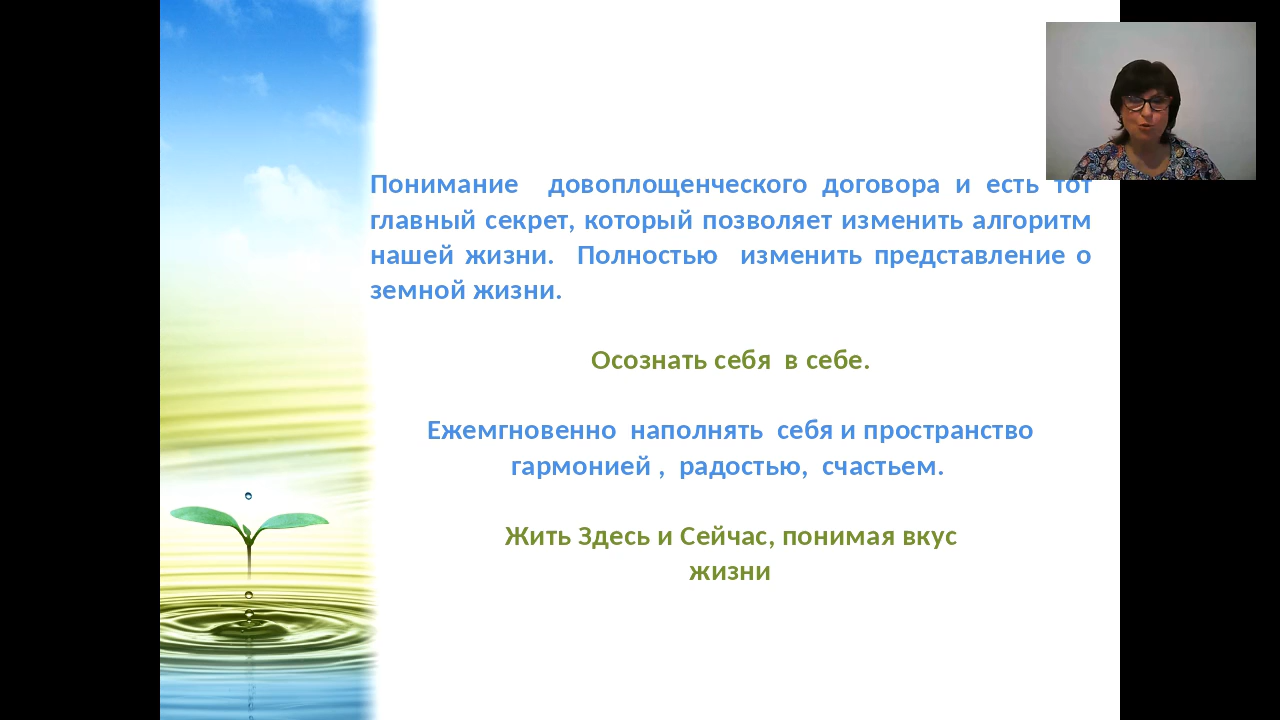 Понимание довоплощенческого договора и есть тот
главный секрет, который позволяет изменить алгоритм
нашей жизни. Полностью изменить представление о
земной жизни.
Осознать себя в себе.
Ежемгновенно наполнять себя и пространство
гармонией , радостью, счастьем.
Жить Здесь и Сейчас, понимая вкус
жизни